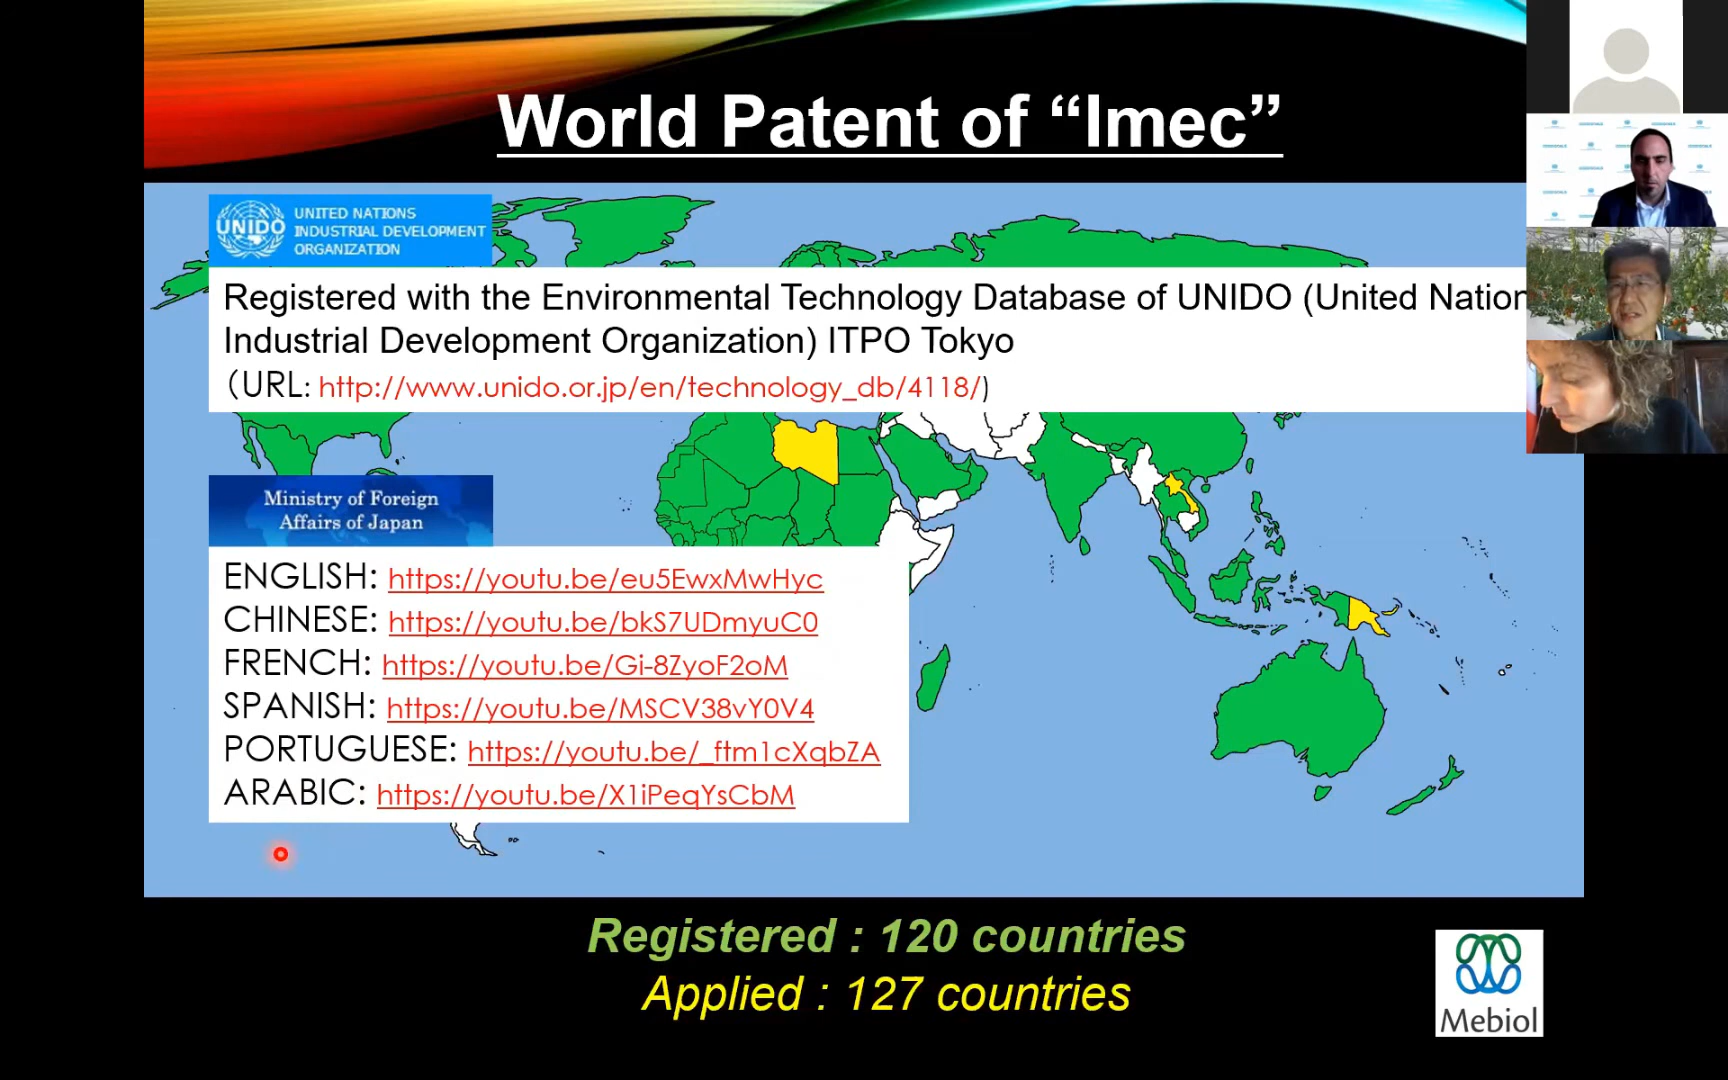 World Patent of “Imec”
UNIDO
UNITED NATIONS
INDUSTRIAL DEVELOPMENT
ORGANIZATION
Registered with the Environmental Technology Database of UNIDO (United Nation
Industrial Development Organization) ITPO Tokyo
(URL: http://www.unido.or.jp/en/technology_db/4118/)
Ministry of Foreign
Affairs of Japan
ENGLISH: https://youtu.be/eu5EwxMwHyc
CHINESE: https://youtu.be/bkS7UDmyuC0
FRENCH: https://youtu.be/Gi-8ZyoF2oM
SPANISH: https://youtu.be/MSCV38vY0V4
PORTUGUESE: https://youtu.be/_ftm1cXqbZA
ARABIC: https://youtu.be/X1iPeqYsCbM
Registered : 120 countries
Applied : 127 countries
Mebiol